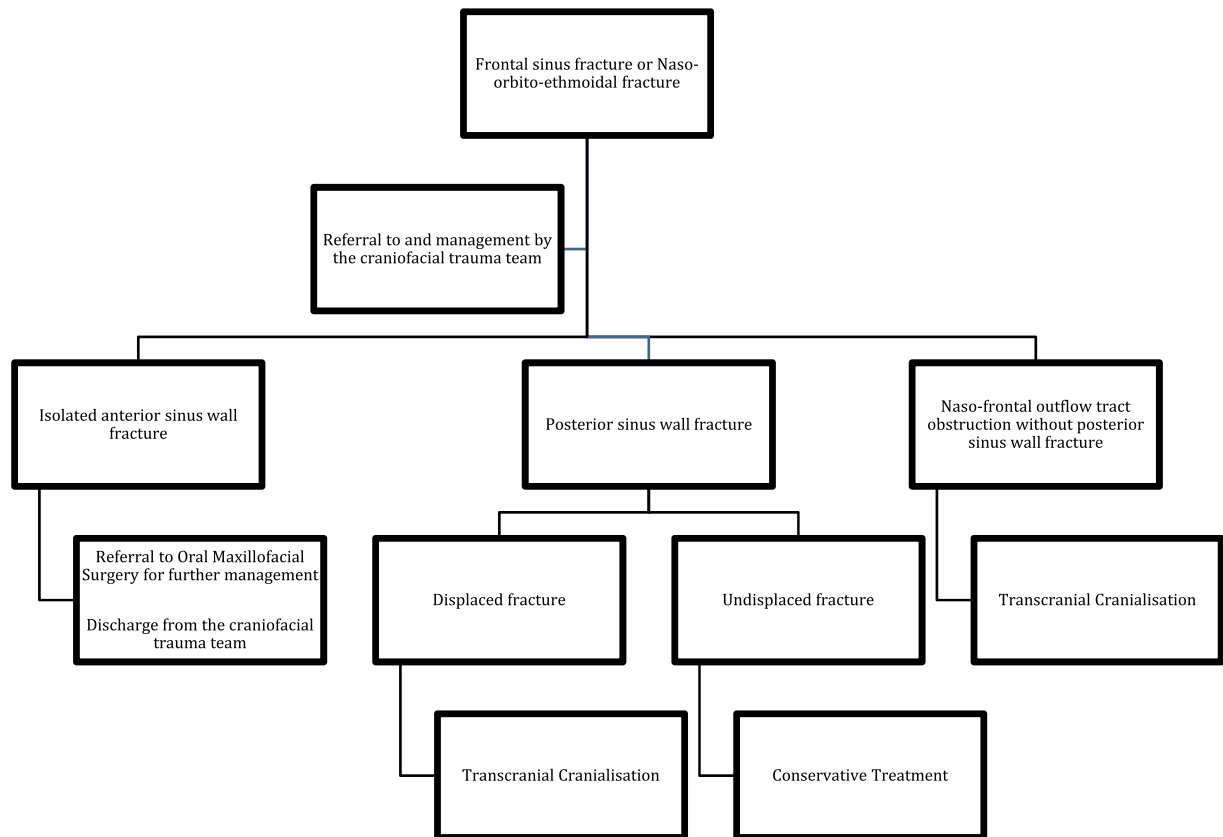 Frontal sinus fracture or Naso-
orbito-ethmoidal fracture
Referral to and management by
the craniofacial trauma team
Isolated anterior sinus wall
fracture
Posterior sinus wall fracture
Naso-frontal outflow tract
obstruction without posterior
sinus wall fracture
Referral to Oral Maxillofacial
Surgery for further management
Discharge from the craniofacial
trauma team
Displaced fracture
Undisplaced fracture
Transcranial Cranialisation
Transcranial Cranialisation
Conservative Treatment